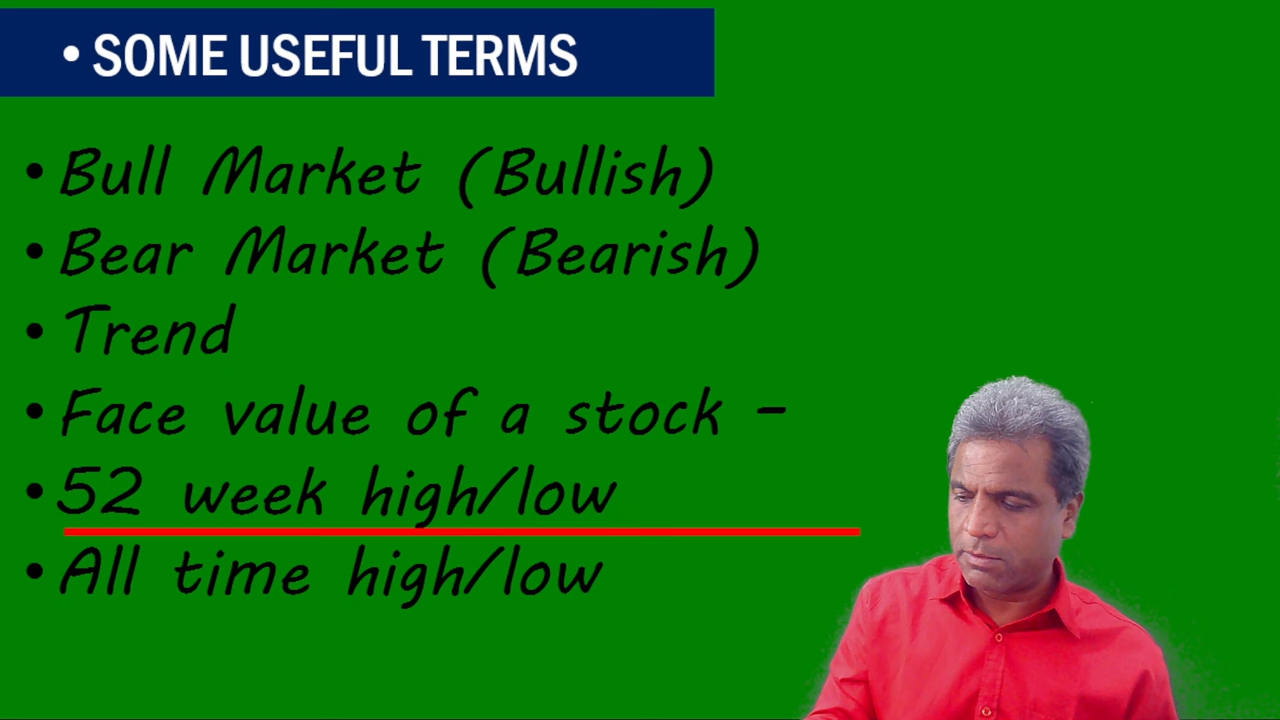 • SOME USEFUL TERMS
• Bull Market (Bullish)
• Bear Market (Bearish)
• Trend
• Face value of a stock -
• 52 week high/low
• All time high/low